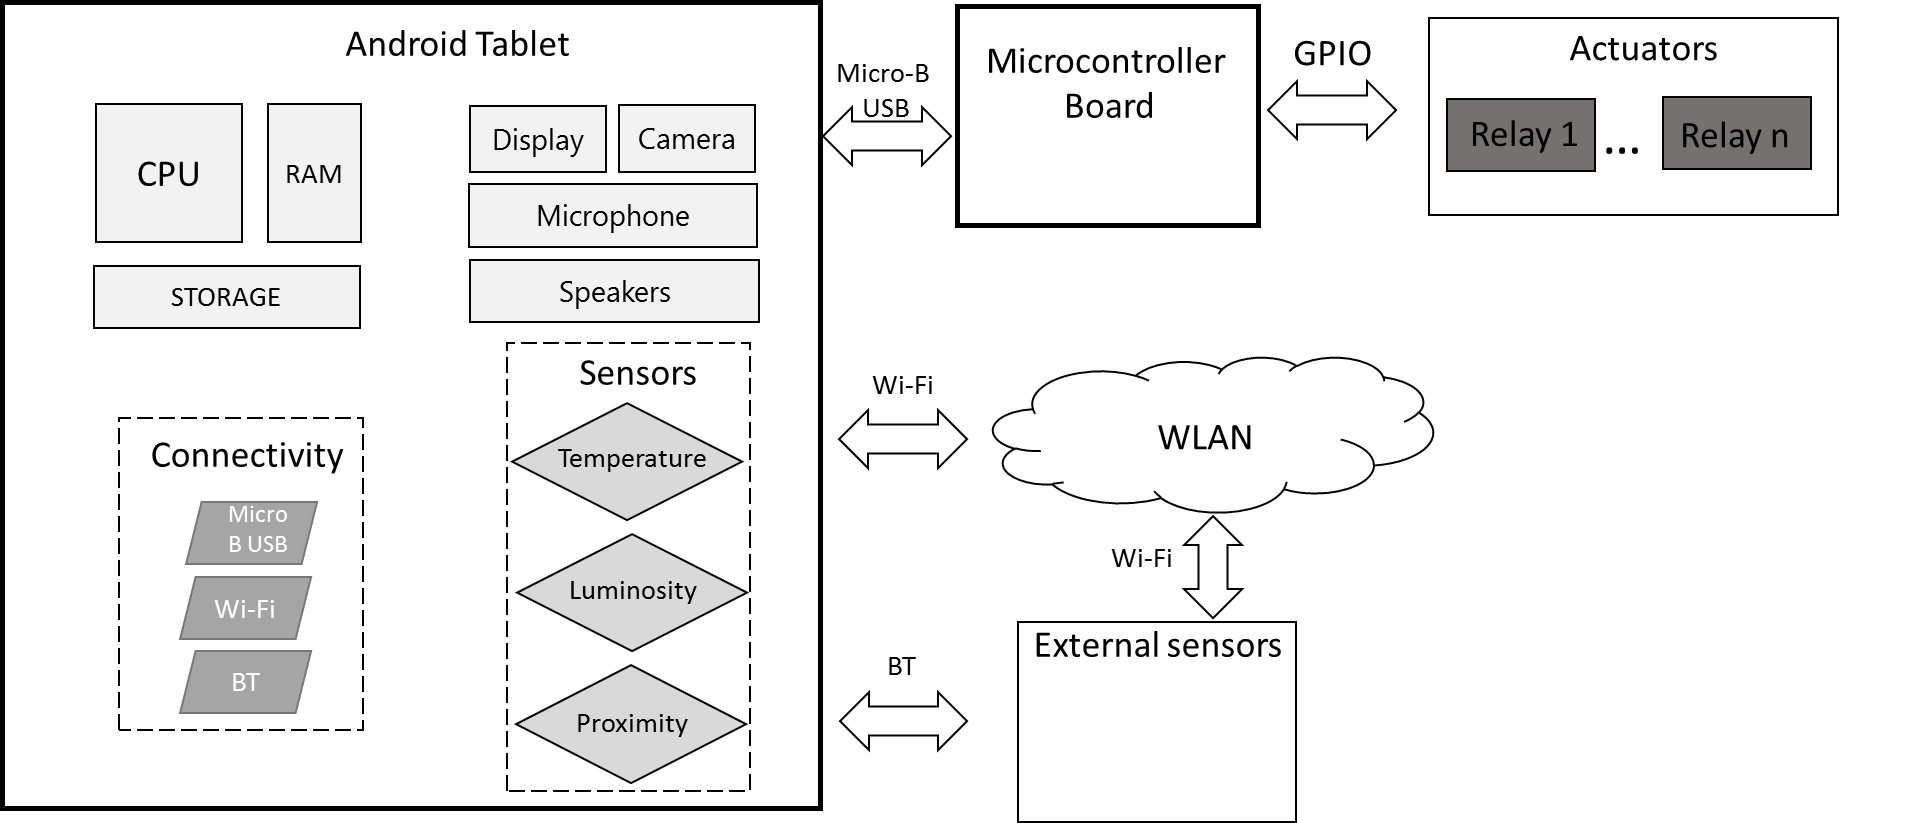 Android Tablet
CPU
RAM
STORAGE
Display
Camera
Microphone
Speakers
Connectivity
Micro
B USB
Wi-Fi
BT
Sensors
Temperature
Luminosity
Proximity
Micro-B
USB
Microcontroller
Board
GPIO
Actuators
Relay 1
...
Relay n
Wi-Fi
WLAN
Wi-Fi
BT
External sensors